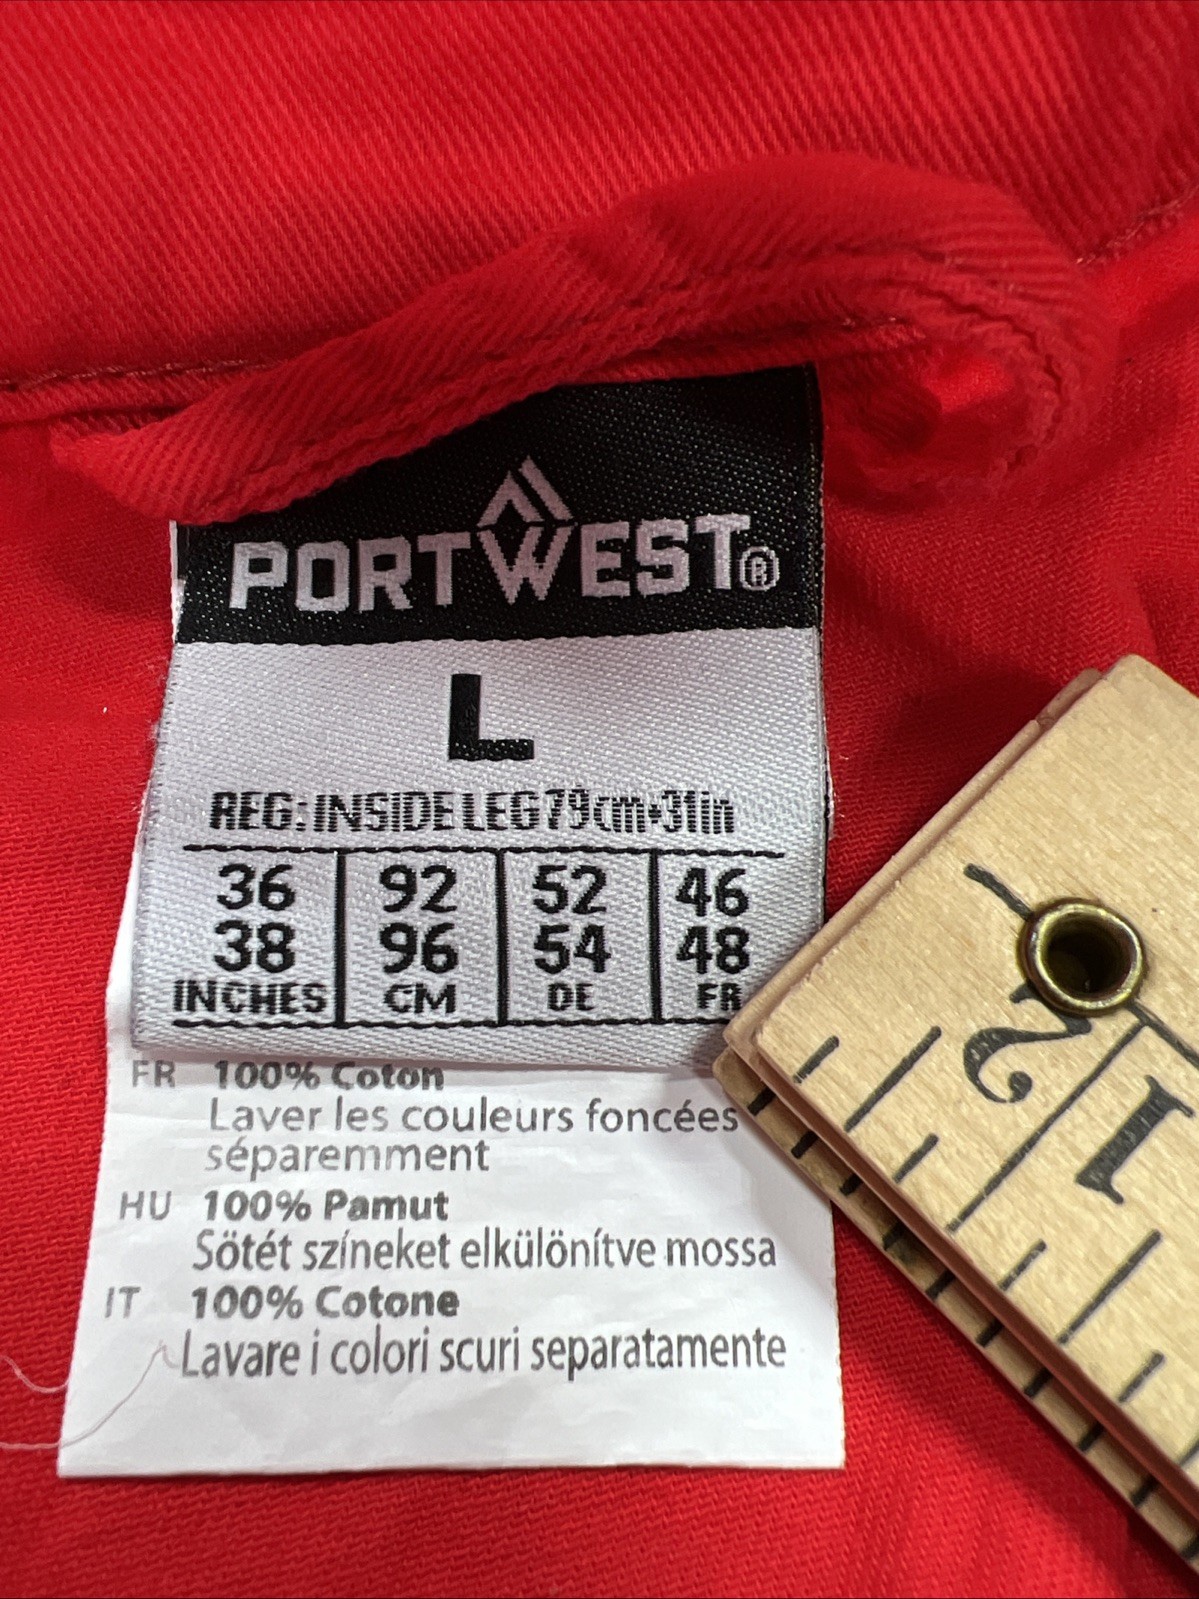 PORTWEST®
L
REG: INSIDE LEG 79cm•31in
36 92 52 46
38 96 54 48
INCHES CM DE FR
FR 100% Coton
Laver les couleurs foncées
séparemment
HU 100% Pamut
Sötét színeket elkülönítve mossa
IT 100% Cotone
Lavare i colori scuri separatamente
2
1